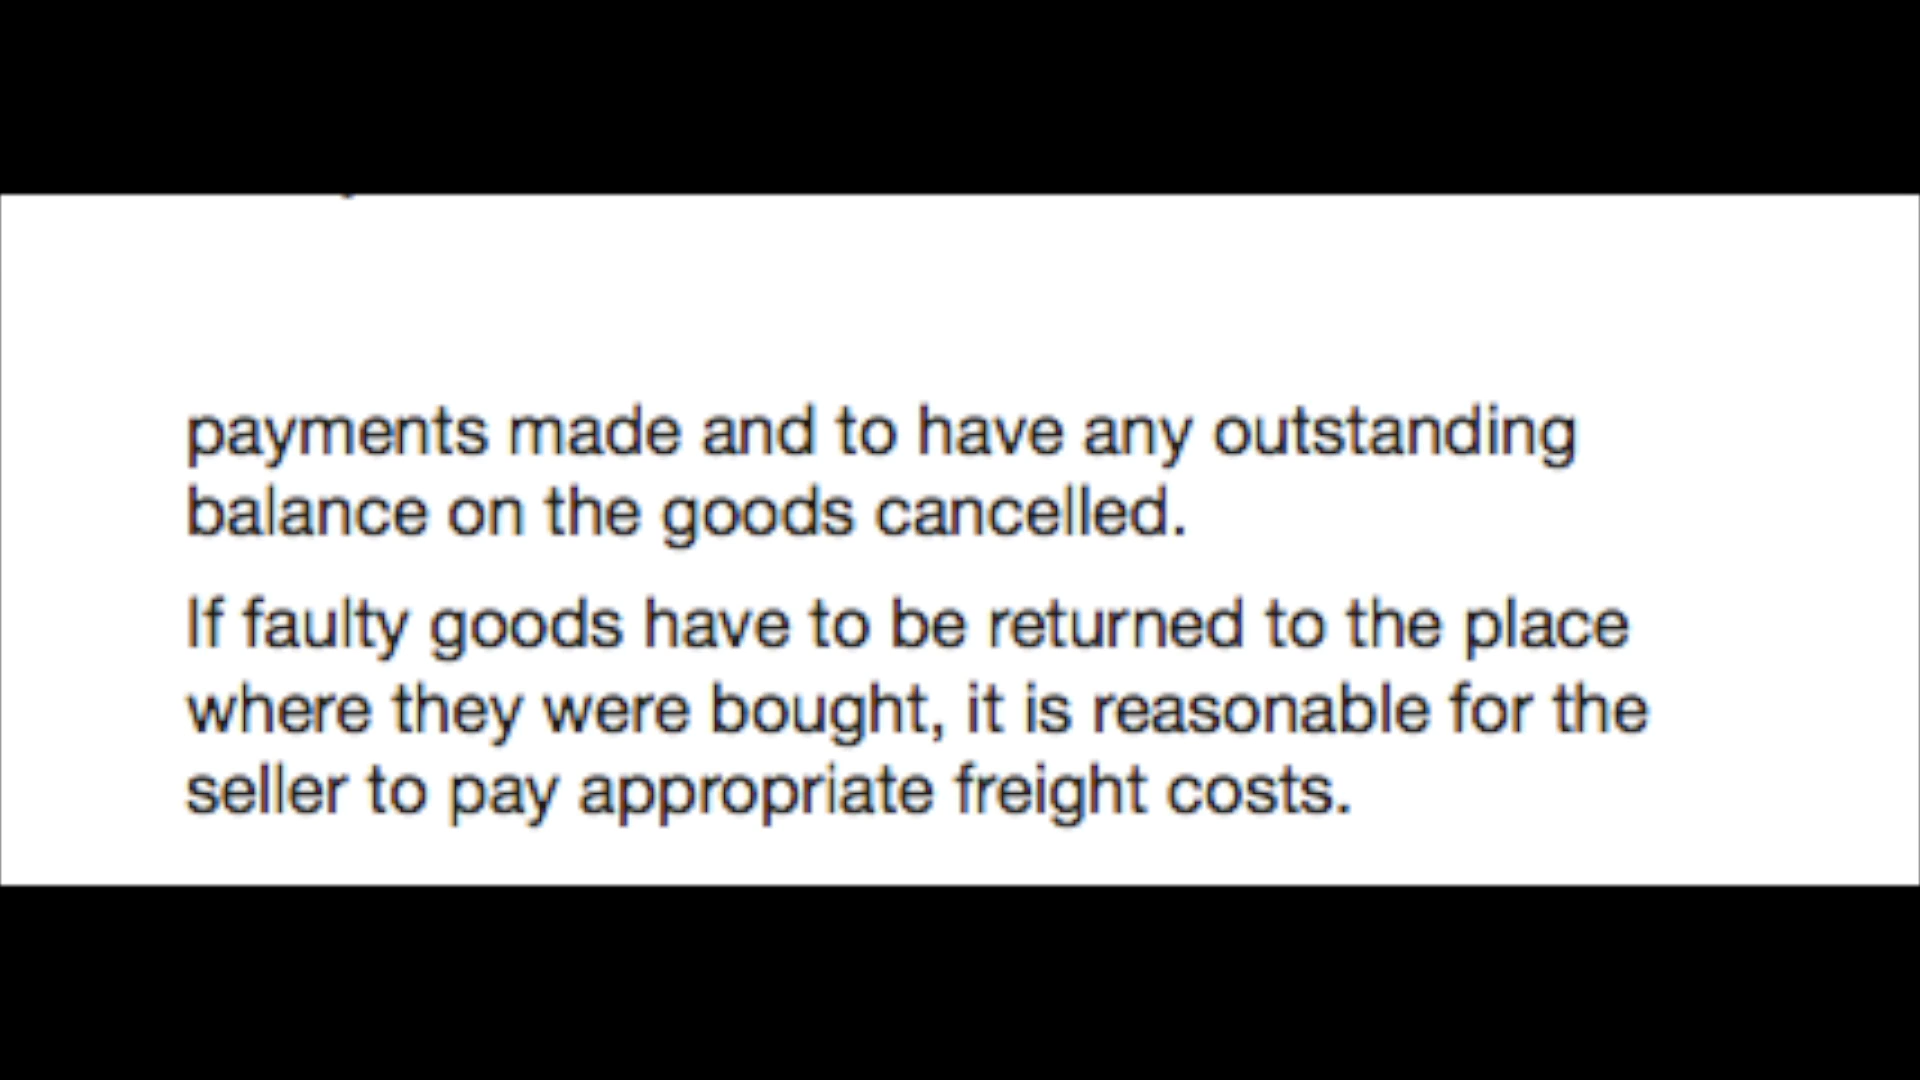 payments made and to have any outstanding
balance on the goods cancelled.
If faulty goods have to be returned to the place
where they were bought, it is reasonable for the
seller to pay appropriate freight costs.